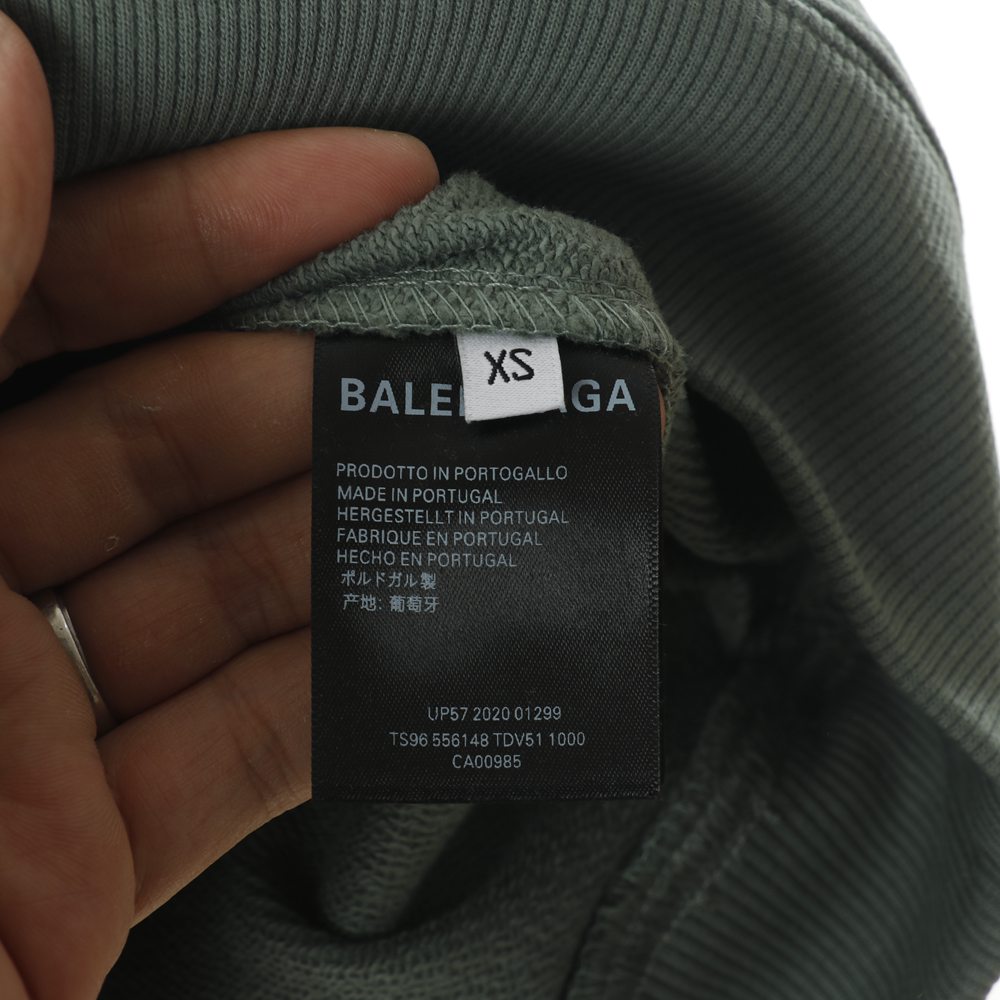 XS
BALE AGA
PRODOTTO IN PORTOGALLO
MADE IN PORTUGAL
HERGESTELLT IN PORTUGAL
FABRIQUE EN PORTUGAL
HECHO EN PORTUGAL
ポルドガル製
产地: 葡萄牙
UP57 2020 01299
TS96 556148 TDV51 1000
CA00985